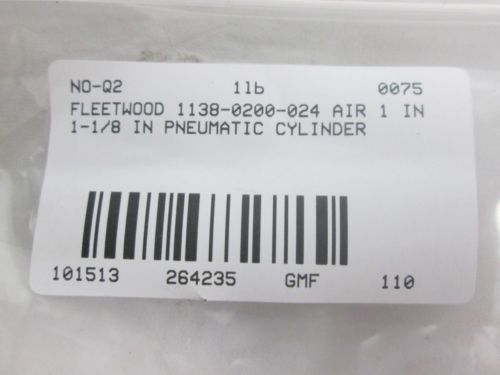 NO-Q2 1lb 0075
FLEETWOOD 1138-0200-024 AIR 1 IN
1-1/8 IN PNEUMATIC CYLINDER
101513 264235 GMF 110